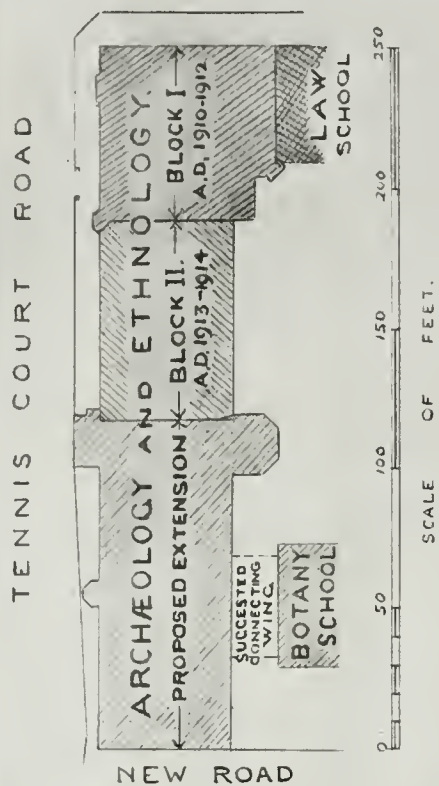 TENNIS COURT ROAD
ARCHÆOLOGY AND ETHNOLOGY.
PROPOSED EXTENSION
BLOCK II.
A.D. 1913-1914
BLOCK I
A.D. 1910-1912
LAW
SCHOOL
SUGGESTED
CONNECTING
WING
BOTANY
SCHOOL
0 50 100 150 200 250
SCALE OF FEET.
NEW ROAD